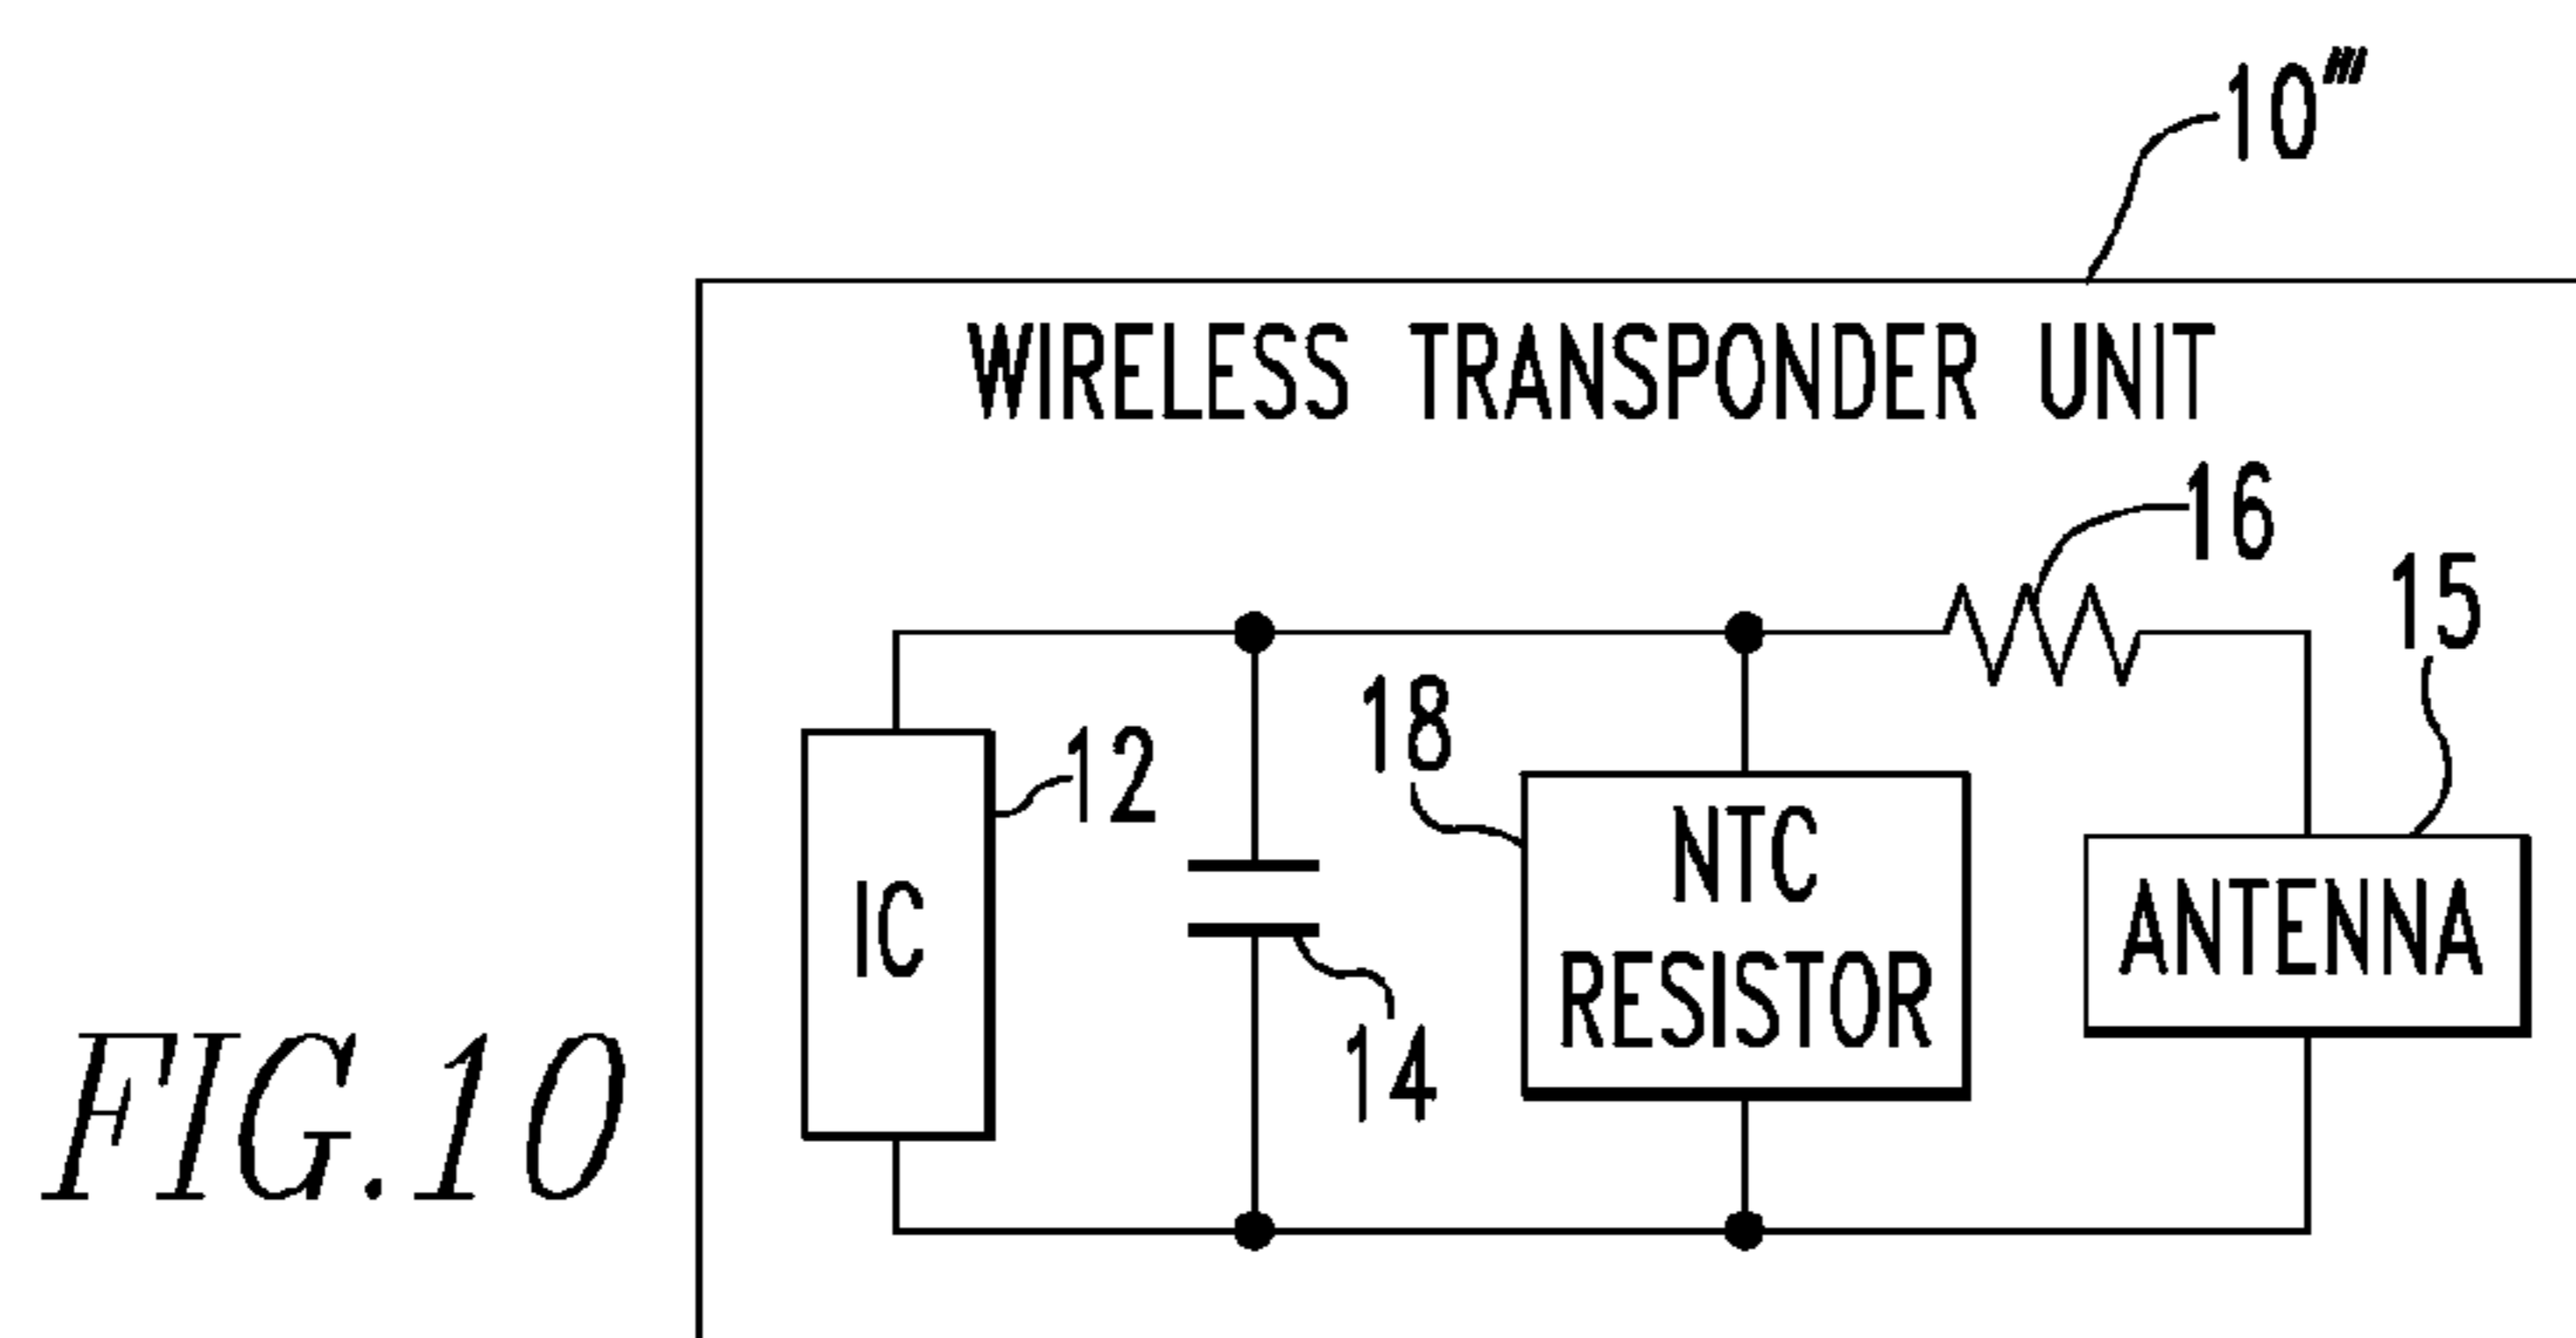 10''''
WIRELESS TRANSPONDER UNIT
16
15
18
12
NTC
RESISTOR
IC
ANTENNA
14
FIG.10